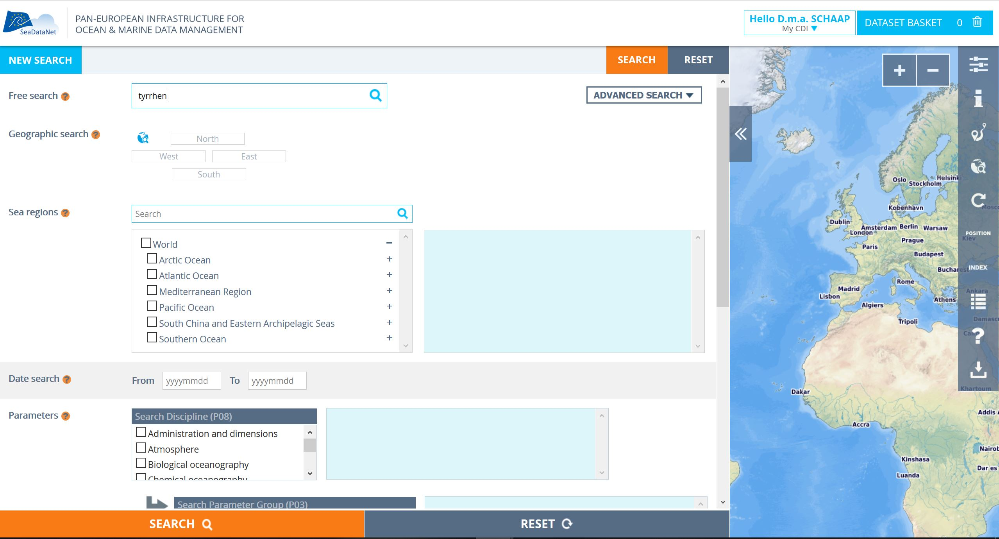 SeaDataNet
PAN-EUROPEAN INFRASTRUCTURE FOR
OCEAN & MARINE DATA MANAGEMENT
Hello D.m.a. SCHAAP
My CDI ▼
DATASET BASKET 0
NEW SEARCH
SEARCH
RESET
Free search ?
tyrrhen
ADVANCED SEARCH ▼
Geographic search ?
North
West
East
South
Sea regions ?
Search
World −
Arctic Ocean +
Atlantic Ocean +
Mediterranean Region +
Pacific Ocean +
South China and Eastern Archipelagic Seas +
Southern Ocean +
Date search ?
From yyyymmdd To yyyymmdd
Parameters ?
Search Discipline (P08)
Administration and dimensions
Atmosphere
Biological oceanography
Chemical oceanography
Search Parameter Group (P03)
SEARCH
RESET
+ −
Oslo
Stockholm
Helsinki
Kobenhavn
Mosc
Dublin
Amsterdam
Berlin
Warsaw
London
POSITION
Kiev
Prague
Paris
Budapest
Bucharest
INDEX
Rome
Madrid
Ankara
Lisbon
Athens
Algiers
Damasc
Tripoli
Cairo
?
Khartoum
Dakar
Addis A
Accra
Nairob
Kinshasa
Dar es
Luanda